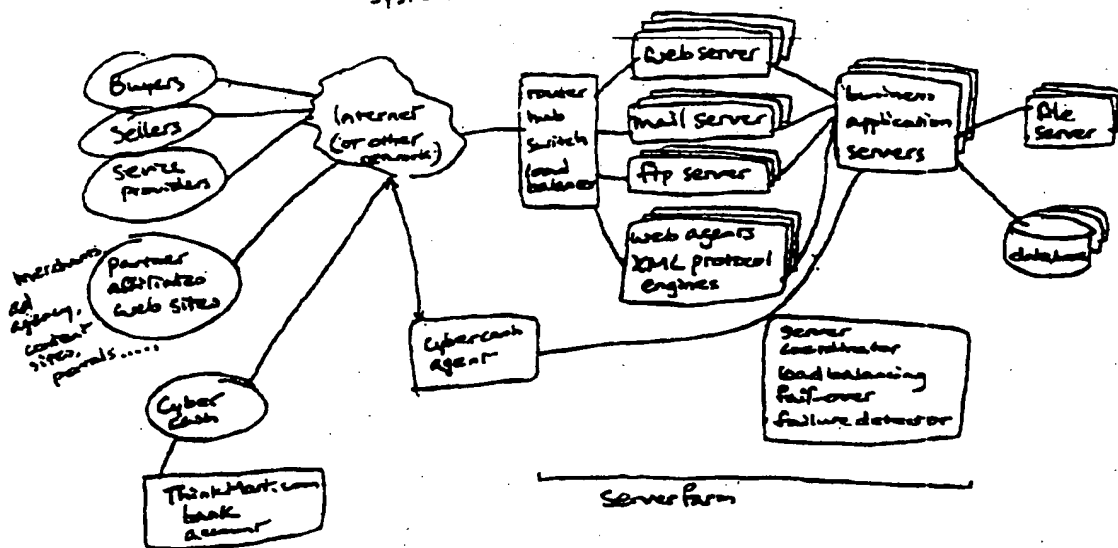 Buyers
Sellers
Service
providers
merchants
ad
agency,
content
sites,
portals.....
partner
affiliated
web sites
Cyber
cash
ThinkMart.com
bank
account
Internet
(or other
network)
cybercash
agent
router
hub
switch
load
balancer
web server
mail server
ftp server
web agents
XML protocol
engines
business
application
servers
file
server
database
server
coordinator
load balancing
fail-over
failure detector
server farm